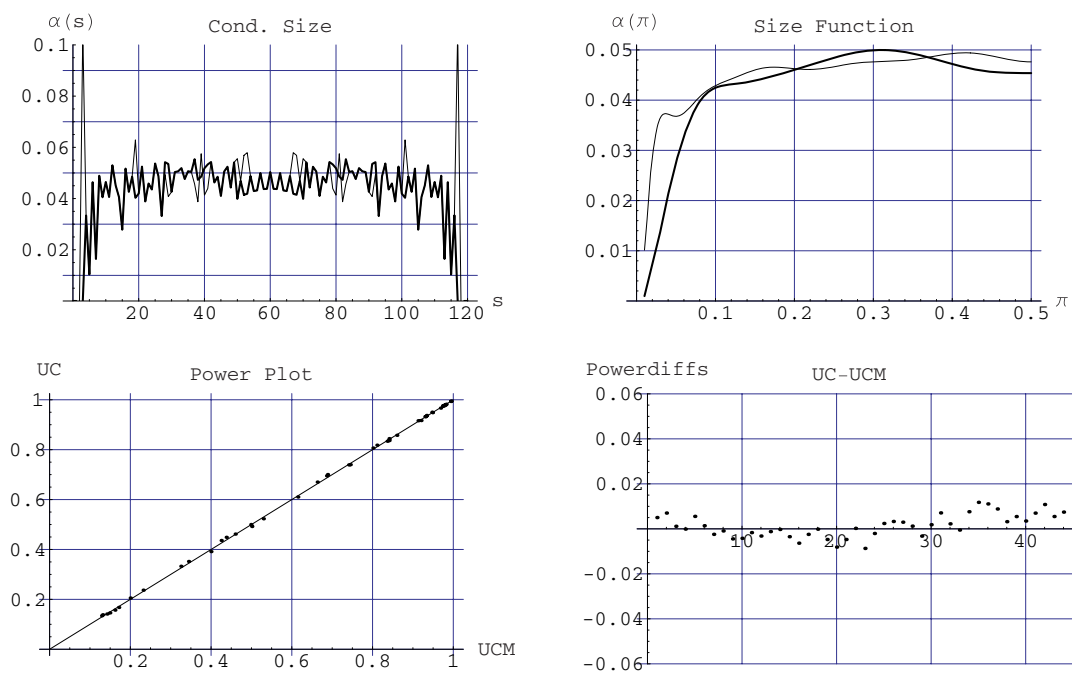 α(s)
Cond. Size
0.1
0.08
0.06
0.04
0.02
20 40 60 80 100 120 s
α(π)
Size Function
0.05
0.04
0.03
0.02
0.01
0.1 0.2 0.3 0.4 0.5 π
UC
Power Plot
1
0.8
0.6
0.4
0.2
0.2 0.4 0.6 0.8 1 UCM
Powerdiffs
UC-UCM
0.06
0.04
0.02
10 20 30 40
-0.02
-0.04
-0.06